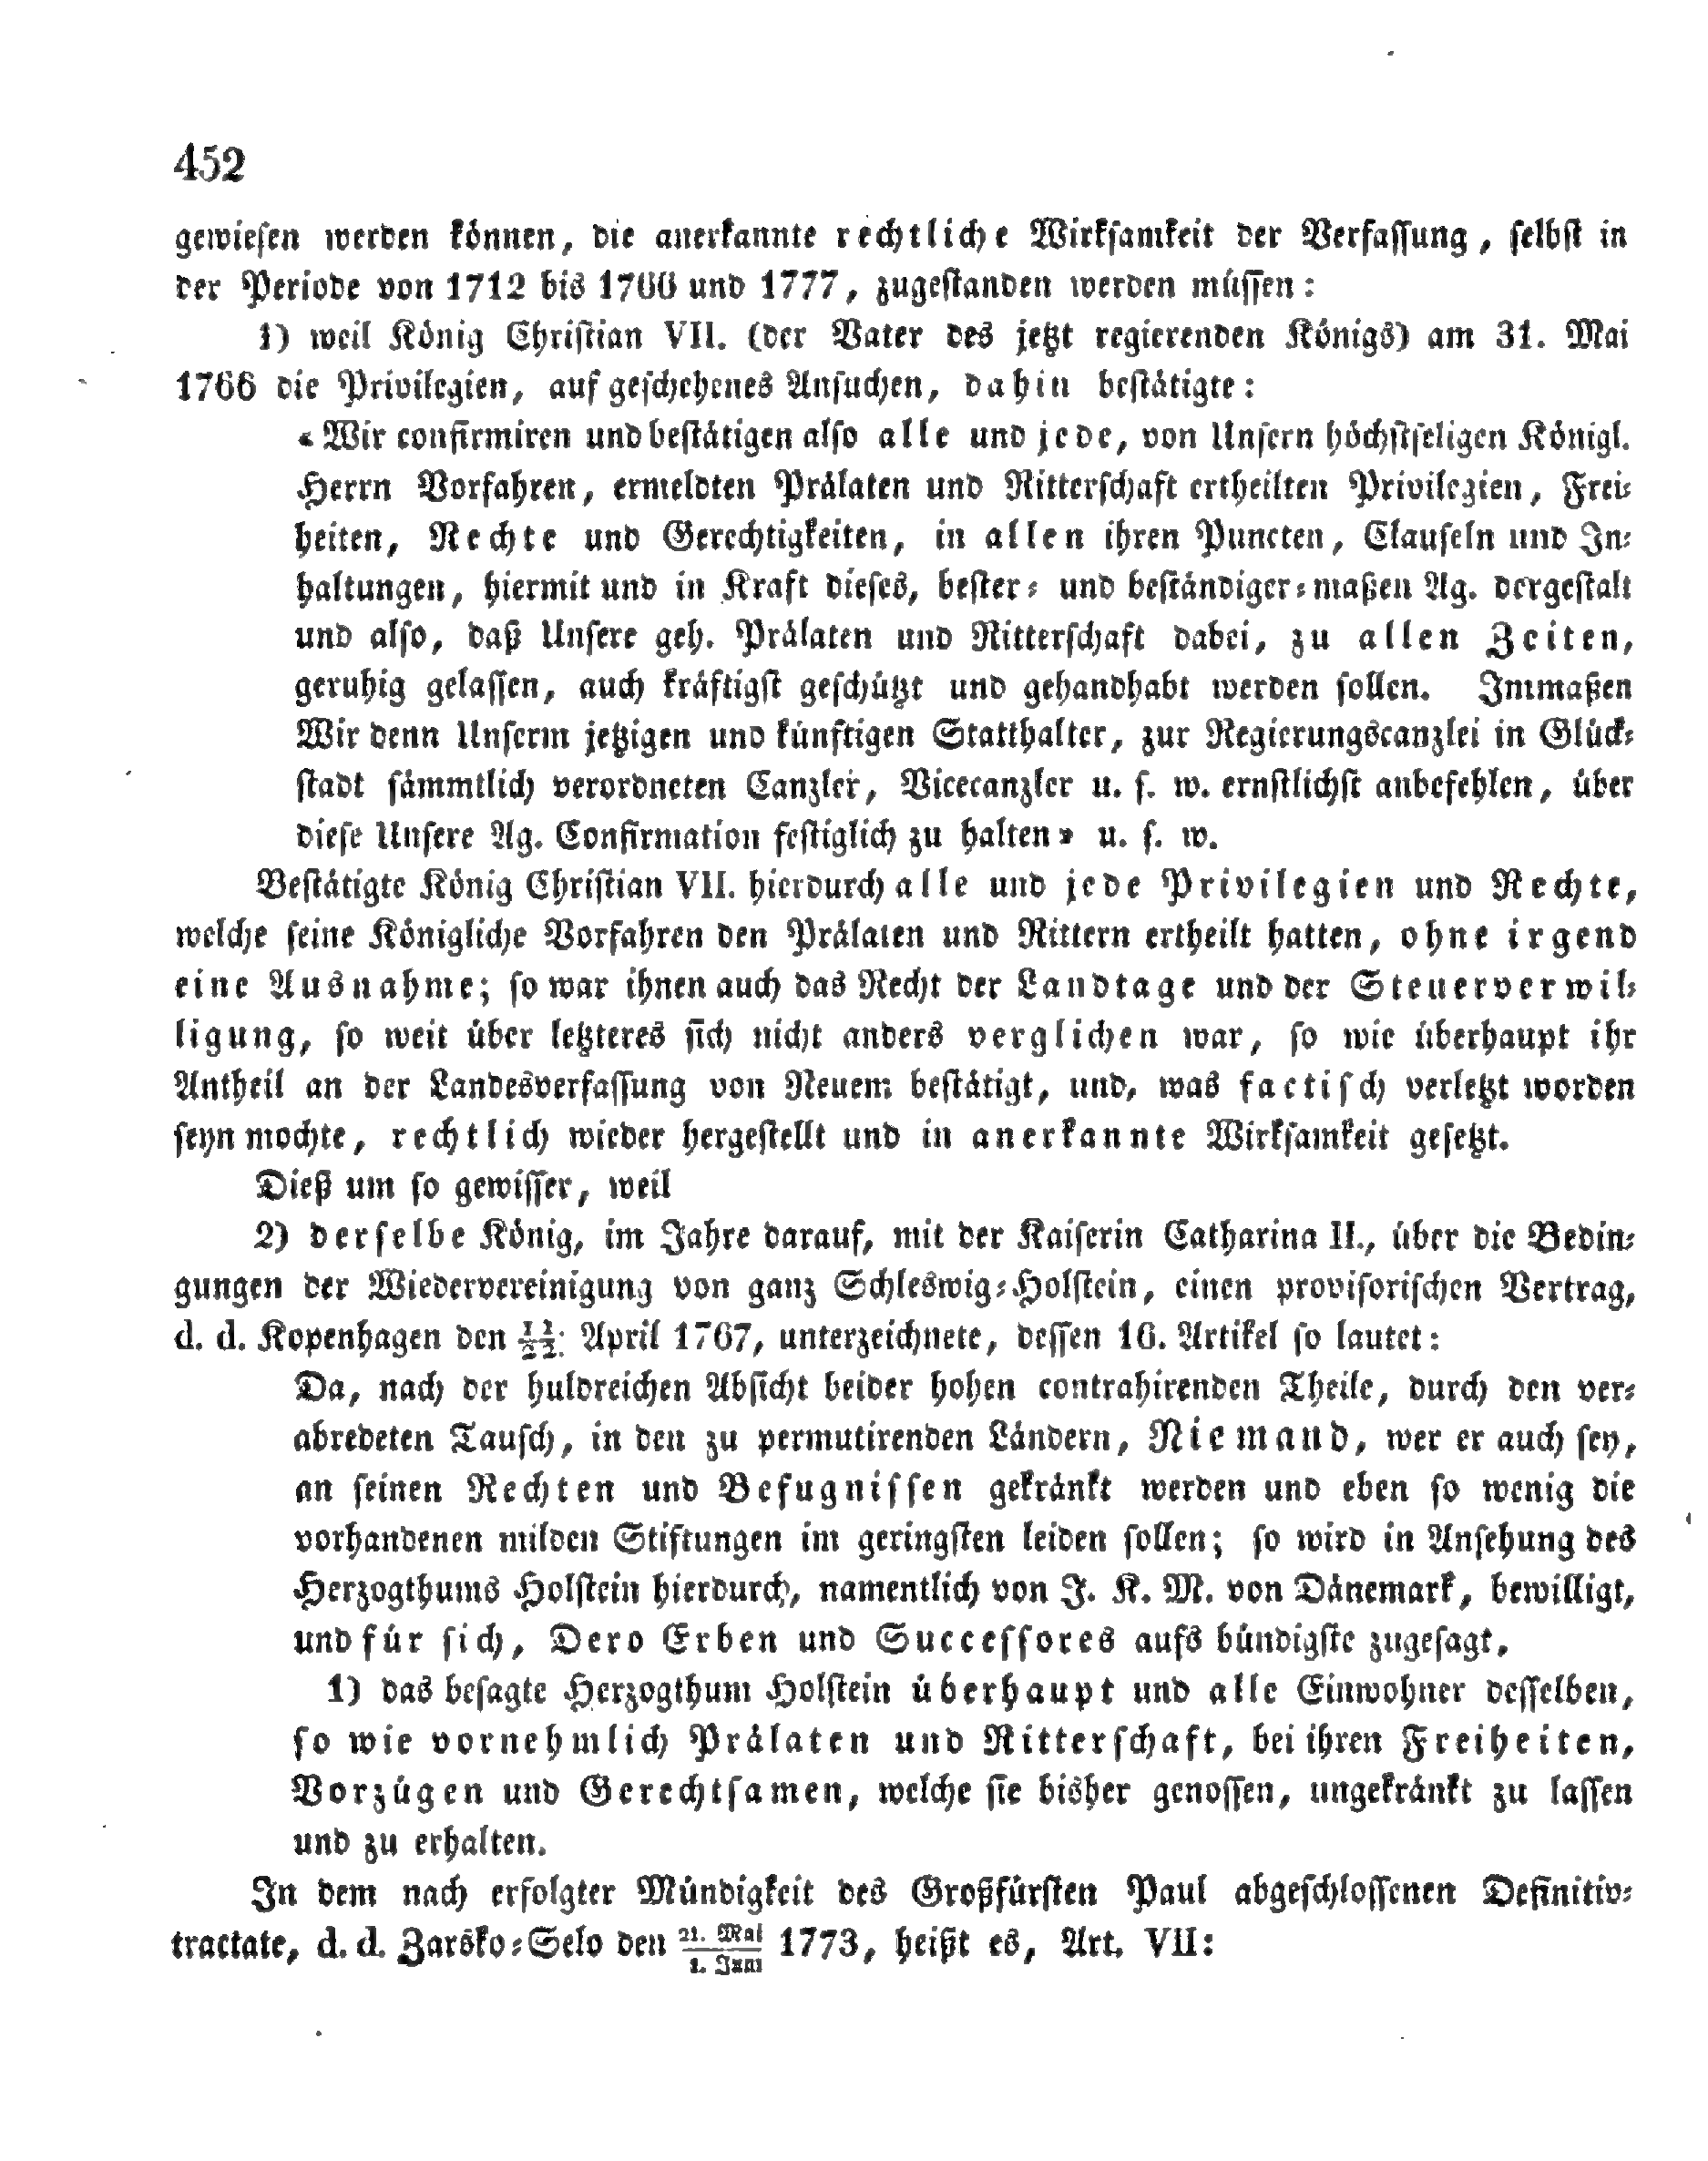 452
gewiesen werden können, die anerkannte rechtliche Wirksamkeit der Verfassung, selbst in
der Periode von 1712 bis 1766 und 1777, zugestanden werden müssen:
1) weil König Christian VII. (der Vater des jetzt regierenden Königs) am 31. Mai
1766 die Privilegien, auf geschehenes Ansuchen, dahin bestätigte:
«Wir confirmiren und bestätigen also alle und jede, von Unsern höchstseligen Königl.
Herrn Vorfahren, ermeldten Prälaten und Ritterschaft ertheilten Privilegien, Frei-
heiten, Rechte und Gerechtigkeiten, in allen ihren Puncten, Clauseln und In-
haltungen, hiermit und in Kraft dieses, bester- und beständiger-maßen Ag. dergestalt
und also, daß Unsere geh. Prälaten und Ritterschaft dabei, zu allen Zeiten,
geruhig gelassen, auch kräftigst geschützt und gehandhabt werden sollen. Immaßen
Wir denn Unserm jetzigen und künftigen Statthalter, zur Regierungscanzlei in Glück-
stadt sämmtlich verordneten Canzler, Vicecanzler u. s. w. ernstlichst anbefehlen, über
diese Unsere Ag. Confirmation festiglich zu halten» u. s. w.
Bestätigte König Christian VII. hierdurch alle und jede Privilegien und Rechte,
welche seine Königliche Vorfahren den Prälaten und Rittern ertheilt hatten, ohne irgend
eine Ausnahme; so war ihnen auch das Recht der Landtage und der Steuerverwil-
ligung, so weit über letzteres sich nicht anders verglichen war, so wie überhaupt ihr
Antheil an der Landesverfassung von Neuem bestätigt, und, was factisch verletzt worden
seyn mochte, rechtlich wieder hergestellt und in anerkannte Wirksamkeit gesetzt.
Dieß um so gewisser, weil
2) derselbe König, im Jahre darauf, mit der Kaiserin Catharina II., über die Bedin-
gungen der Wiedervereinigung von ganz Schleswig-Holstein, einen provisorischen Vertrag,
d. d. Kopenhagen den 11/22. April 1767, unterzeichnete, dessen 16. Artikel so lautet:
Da, nach der huldreichen Absicht beider hohen contrahirenden Theile, durch den ver-
abredeten Tausch, in den zu permutirenden Ländern, Niemand, wer er auch sey,
an seinen Rechten und Befugnissen gekränkt werden und eben so wenig die
vorhandenen milden Stiftungen im geringsten leiden sollen; so wird in Ansehung des
Herzogthums Holstein hierdurch, namentlich von J. K. M. von Dänemark, bewilligt,
und für sich, Dero Erben und Successores aufs bündigste zugesagt,
1) das besagte Herzogthum Holstein überhaupt und alle Einwohner desselben,
so wie vornehmlich Prälaten und Ritterschaft, bei ihren Freiheiten,
Vorzügen und Gerechtsamen, welche sie bisher genossen, ungekränkt zu lassen
und zu erhalten.
In dem nach erfolgter Mündigkeit des Großfürsten Paul abgeschlossenen Definitiv-
tractate, d. d. Zarsko-Selo den 21. Mai/1. Juni 1773, heißt es, Art. VII: